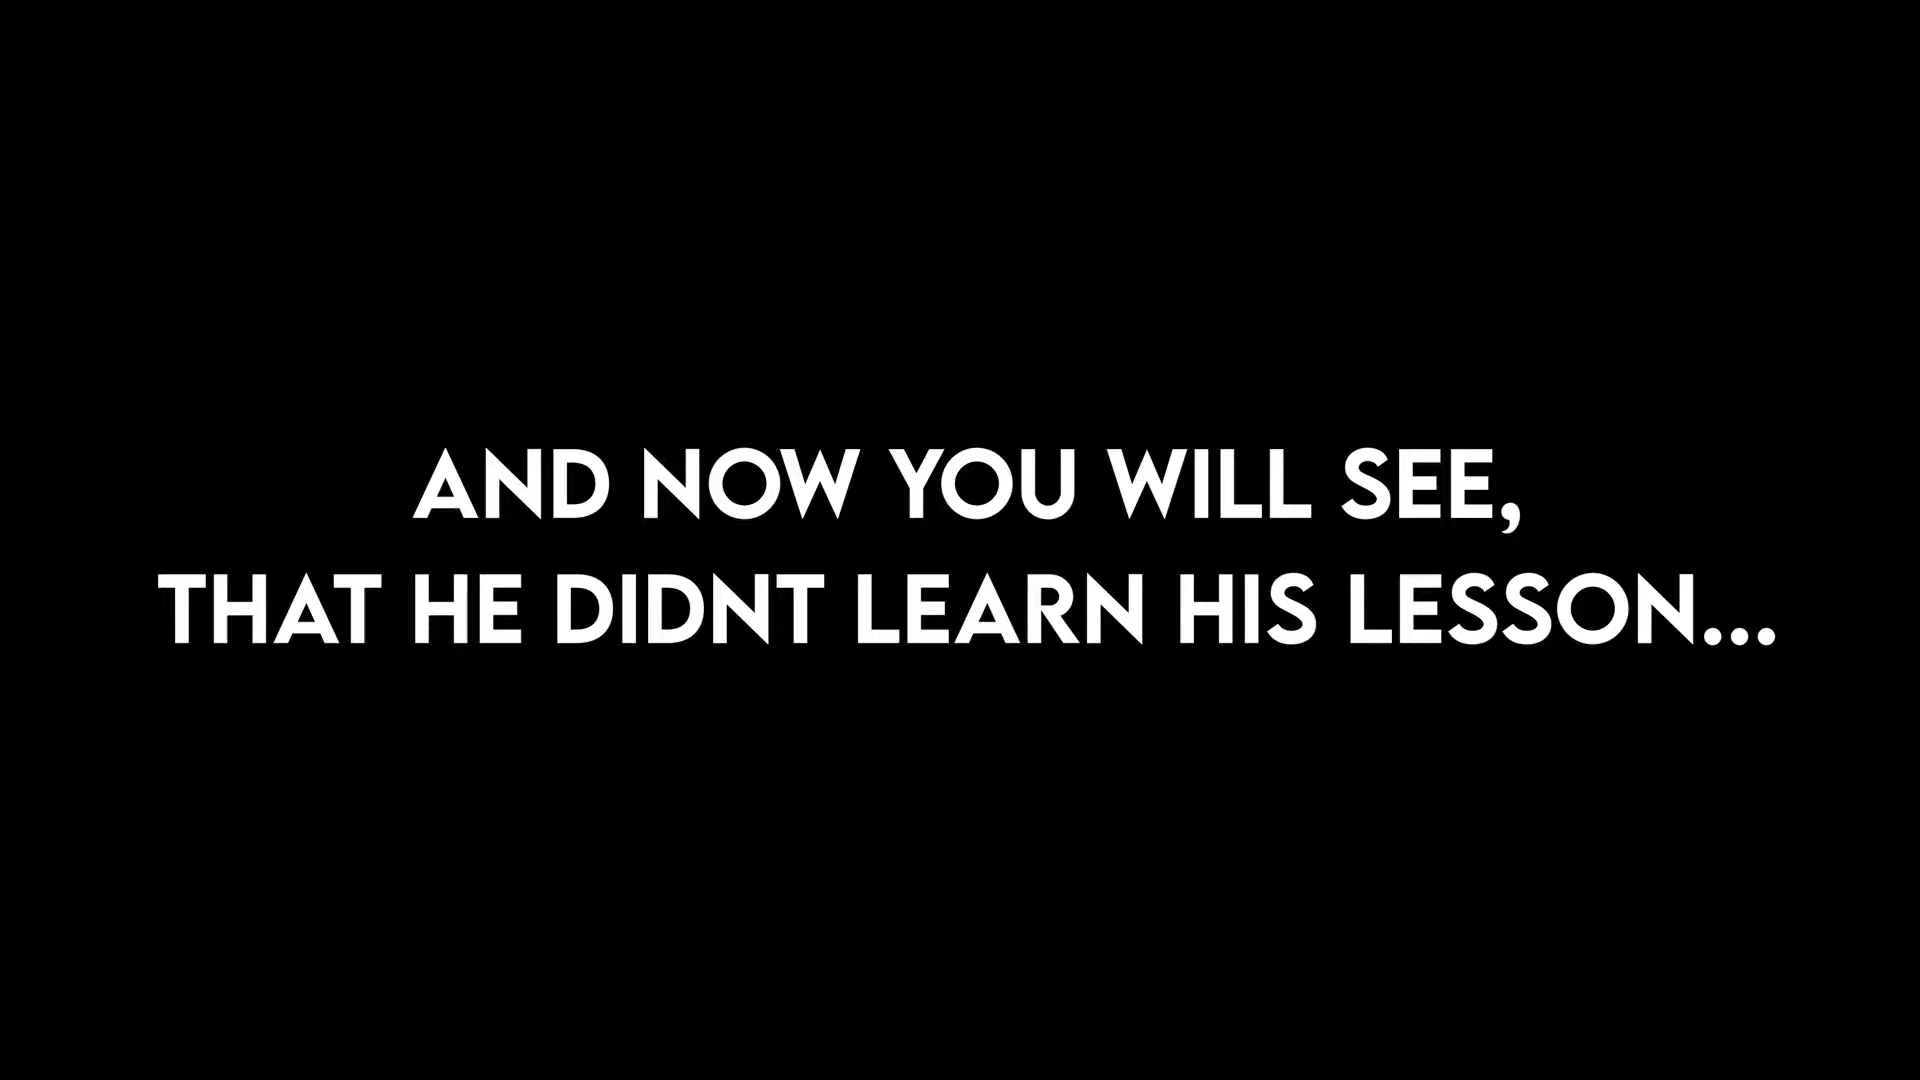 AND NOW YOU WILL SEE,
THAT HE DIDNT LEARN HIS LESSON...